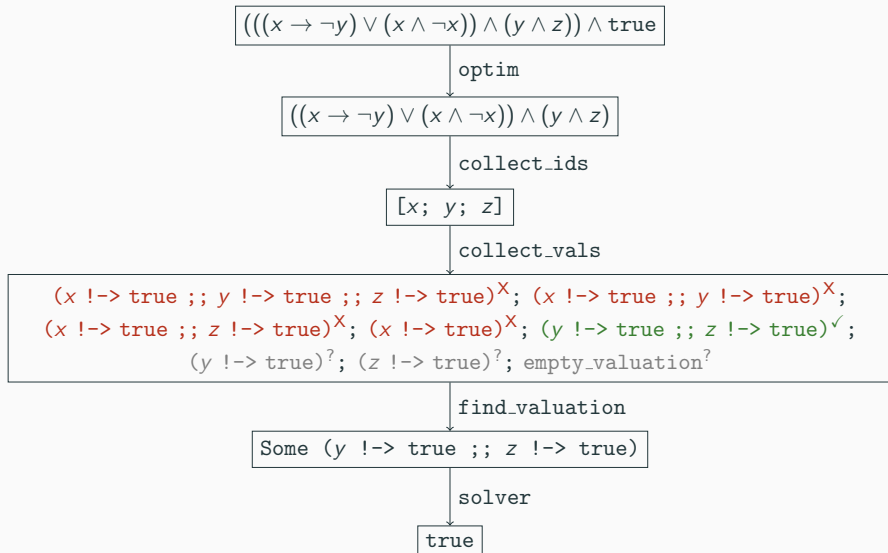 (((x → ¬y) ∨ (x ∧ ¬x)) ∧ (y ∧ z)) ∧ true
optim
((x → ¬y) ∨ (x ∧ ¬x)) ∧ (y ∧ z)
collect_ids
[x; y; z]
collect_vals
(x !-> true ;; y !-> true ;; z !-> true)^X; (x !-> true ;; y !-> true)^X;
(x !-> true ;; z !-> true)^X; (x !-> true)^X; (y !-> true ;; z !-> true)^✓;
(y !-> true)^?; (z !-> true)^?; empty_valuation^?
find_valuation
Some (y !-> true ;; z !-> true)
solver
true